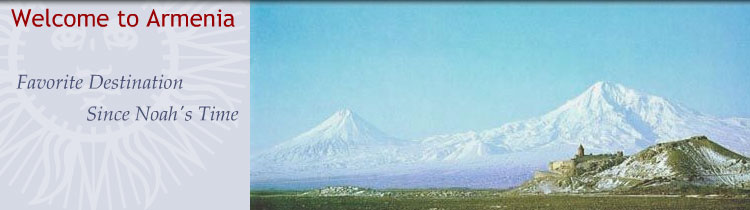 Welcome to Armenia
Favorite Destination
Since Noah's Time